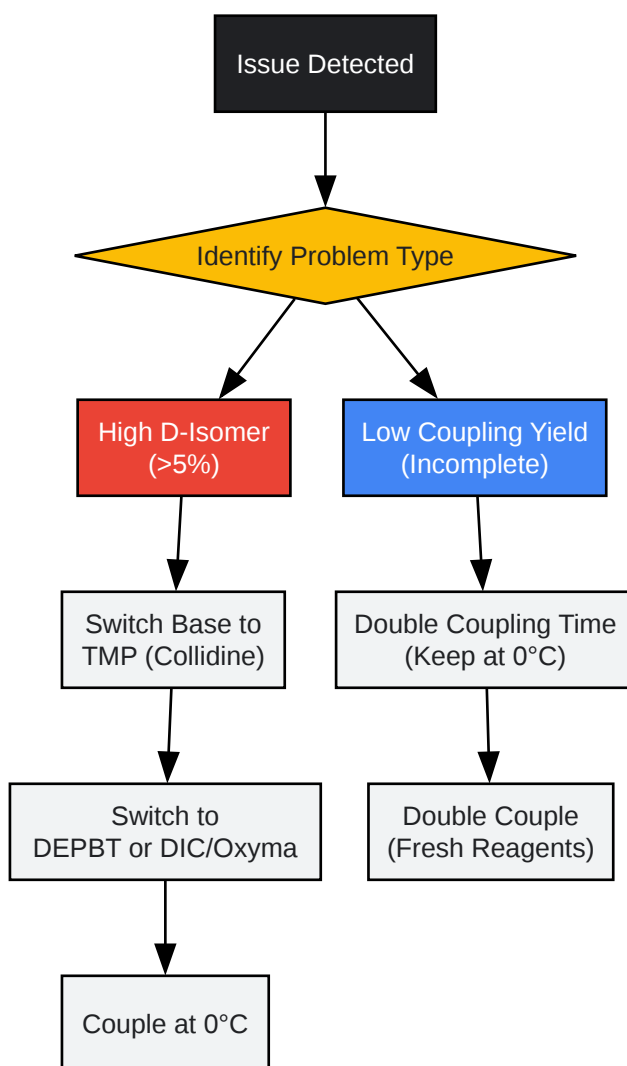 Issue Detected
Identify Problem Type
High D-Isomer
(>5%)
Low Coupling Yield
(Incomplete)
Switch Base to
TMP (Collidine)
Double Coupling Time
(Keep at 0°C)
Switch to
DEPBT or DIC/Oxyma
Double Couple
(Fresh Reagents)
Couple at 0°C